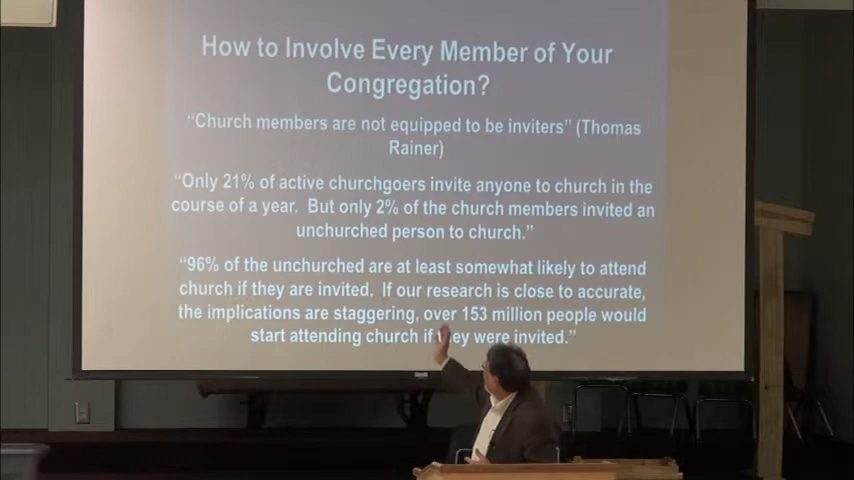 How to Involve Every Member of Your
Congregation?
“Church members are not equipped to be inviters” (Thomas
Rainer)
“Only 21% of active churchgoers invite anyone to church in the
course of a year. But only 2% of the church members invited an
unchurched person to church.”
“96% of the unchurched are at least somewhat likely to attend
church if they are invited. If our research is close to accurate,
the implications are staggering, over 153 million people would
start attending church if they were invited.”